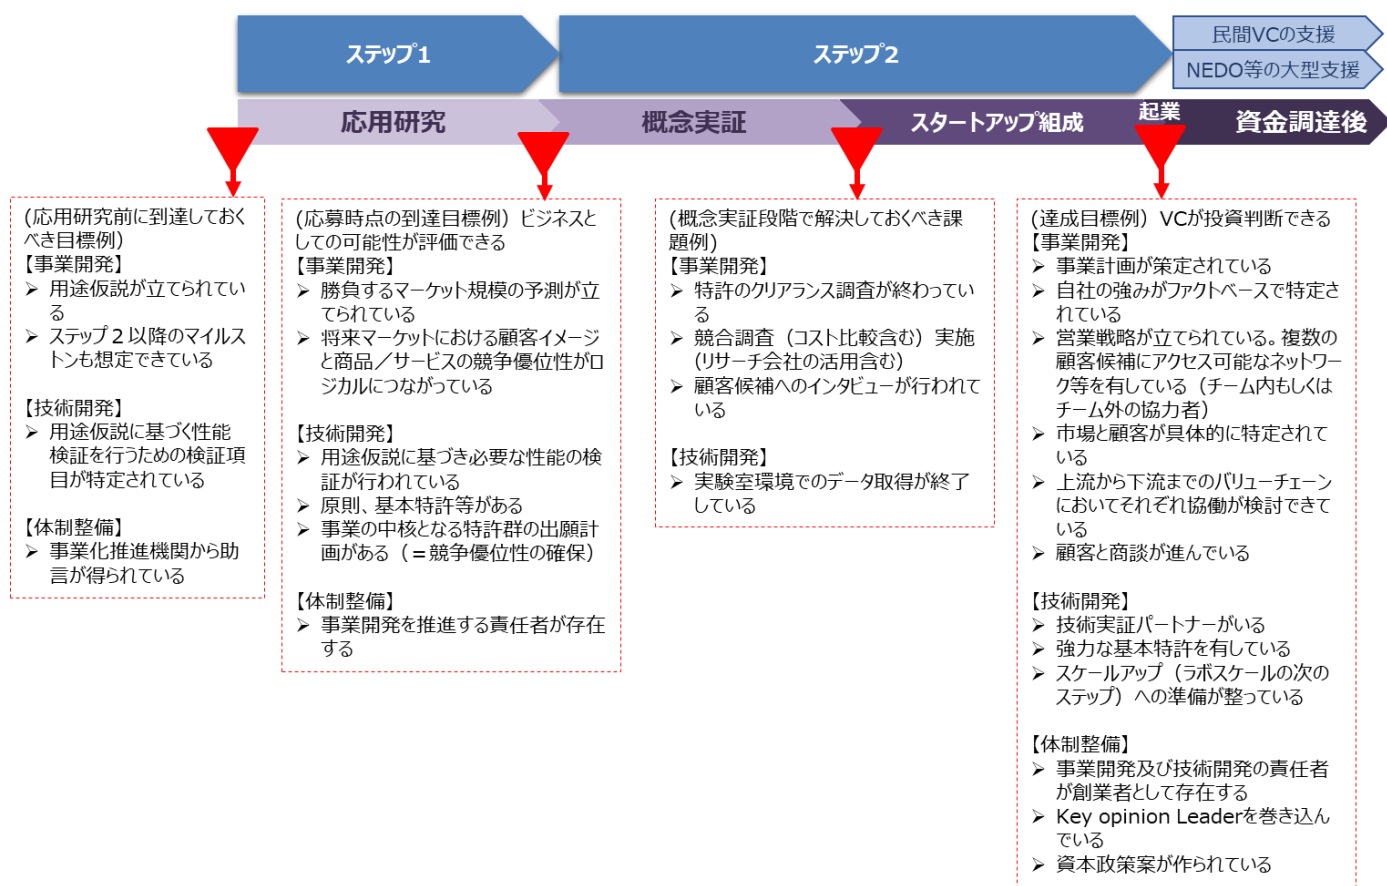 ステップ1
ステップ2
民間VCの支援
NEDO等の大型支援
応用研究
概念実証
スタートアップ組成
起業
資金調達後
(応用研究前に到達しておく
べき目標例)
【事業開発】
➢ 用途仮説が立てられてい
る
➢ ステップ２以降のマイルス
トンも想定できている
【技術開発】
➢ 用途仮説に基づく性能
検証を行うための検証項
目が特定されている
【体制整備】
➢ 事業化推進機関から助
言が得られている
(応募時点の到達目標例) ビジネスと
しての可能性が評価できる
【事業開発】
➢ 勝負するマーケット規模の予測が立
てられている
➢ 将来マーケットにおける顧客イメージ
と商品／サービスの競争優位性がロ
ジカルにつながっている
【技術開発】
➢ 用途仮説に基づき必要な性能の検
証が行われている
➢ 原則、基本特許等がある
➢ 事業の中核となる特許群の出願計
画がある（＝競争優位性の確保）
【体制整備】
➢ 事業開発を推進する責任者が存在
する
(概念実証段階で解決しておくべき課
題例)
【事業開発】
➢ 特許のクリアランス調査が終わってい
る
➢ 競合調査（コスト比較含む）実施
(リサーチ会社の活用含む)
➢ 顧客候補へのインタビューが行われて
いる
【技術開発】
➢ 実験室環境でのデータ取得が終了
している
(達成目標例) VCが投資判断できる
【事業開発】
➢ 事業計画が策定されている
➢ 自社の強みがファクトベースで特定さ
れている
➢ 営業戦略が立てられている。複数の
顧客候補にアクセス可能なネットワー
ク等を有している（チーム内もしくは
チーム外の協力者）
➢ 市場と顧客が具体的に特定されて
いる
➢ 上流から下流までのバリューチェーン
においてそれぞれ協働が検討できて
いる
➢ 顧客と商談が進んでいる
【技術開発】
➢ 技術実証パートナーがいる
➢ 強力な基本特許を有している
➢ スケールアップ（ラボスケールの次の
ステップ）への準備が整っている
【体制整備】
➢ 事業開発及び技術開発の責任者
が創業者として存在する
➢ Key opinion Leaderを巻き込ん
でいる
➢ 資本政策案が作られている